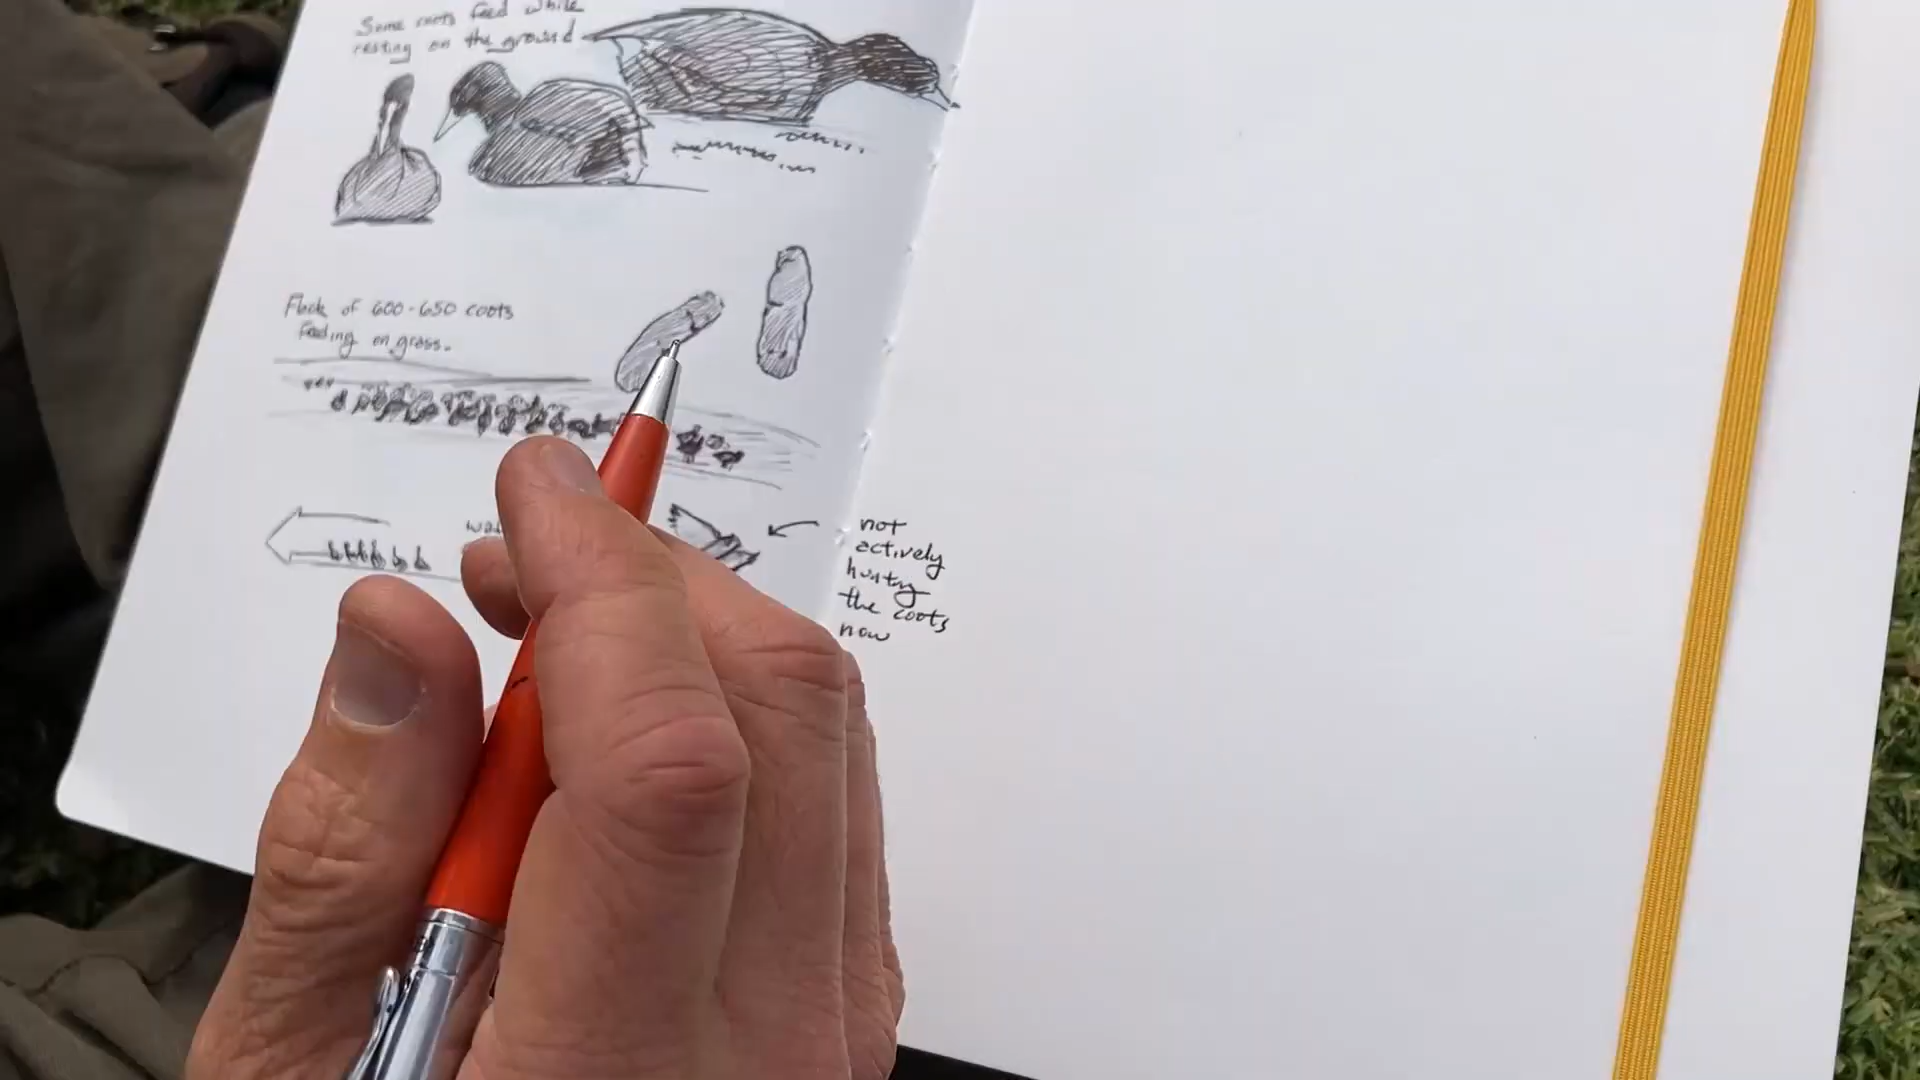 Some coots feed while
resting on the ground
Flock of 600-650 coots
feeding on grass.
not
actively
hunting
the coots
now